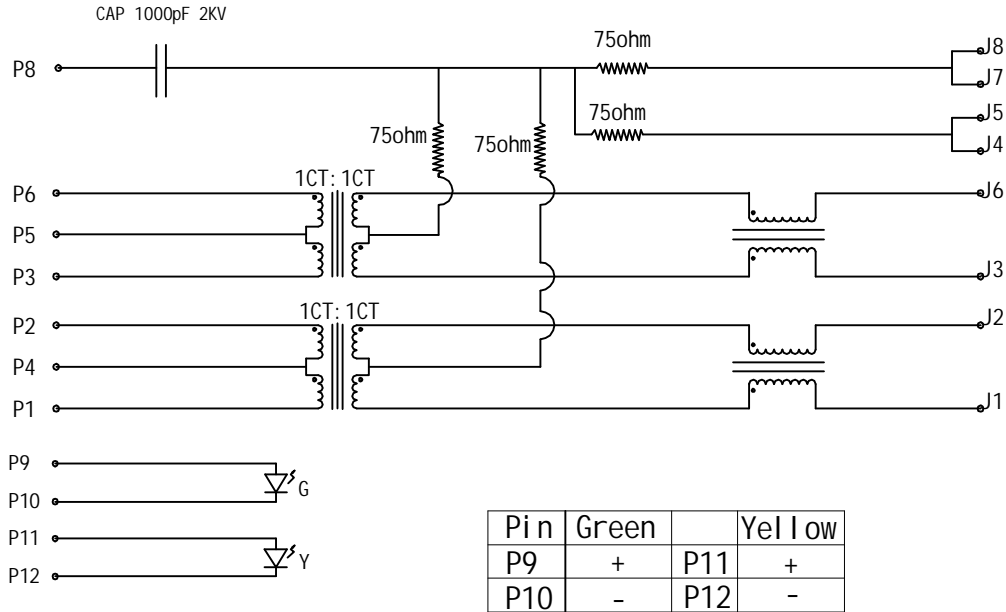 CAP 1000pF 2KV
P8
75ohm
J8
J7
75ohm
J5
J4
75ohm
75ohm
1CT:1CT
P6
J6
P5
P3
J3
1CT:1CT
P2
J2
P4
P1
J1
P9
G
P10
P11
Y
P12
Pin Green Yellow
P9 + P11 +
P10 - P12 -